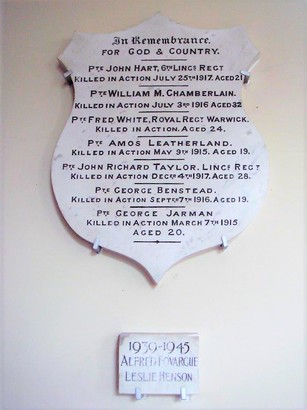 In Remembrance.
FOR GOD & COUNTRY.
PTE JOHN HART, 6TH LINCS REGT
KILLED IN ACTION JULY 25TH 1917. AGED 21
PTE WILLIAM M. CHAMBERLAIN.
KILLED IN ACTION JULY 3RD 1916 AGED 32
PTE FRED WHITE, ROYAL REGT WARWICK.
KILLED IN ACTION. AGED 24.
PTE AMOS LEATHERLAND.
KILLED IN ACTION MAY 9TH 1915. AGED 19.
PTE JOHN RICHARD TAYLOR. LINCS REGT
KILLED IN ACTION DECBR 4TH 1917. AGED 28.
PTE GEORGE BENSTEAD.
KILLED IN ACTION SEPTBR 7TH 1916. AGED 19.
PTE GEORGE JARMAN
KILLED IN ACTION MARCH 7TH 1915
AGED 20.
1939-1945
ALFRED FOVARGUE
LESLIE HENSON